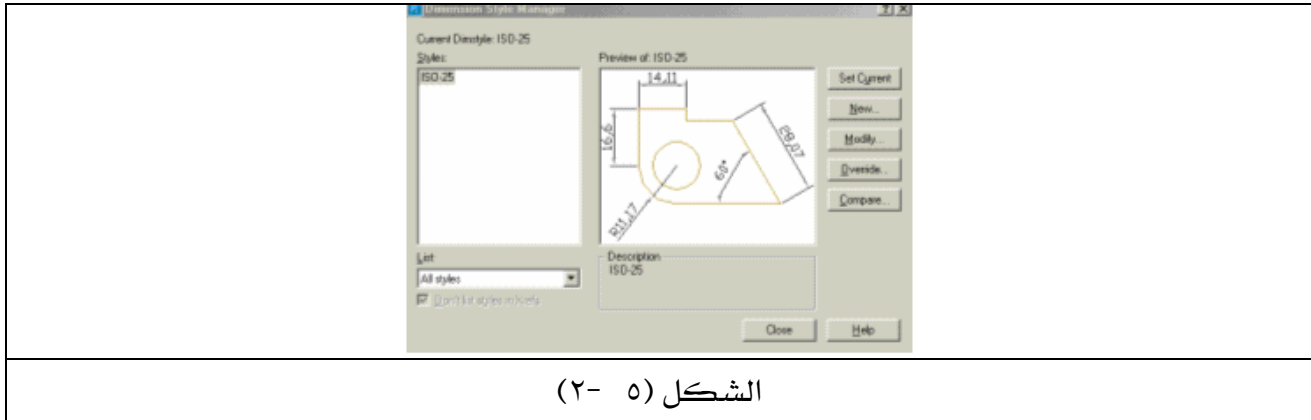 Dimension Style Manager
Current Dimstyle: ISO-25
Styles:
Preview of: ISO-25
ISO-25
14,11
16,6
28,07
60°
R11,17
Set Current
New...
Modify...
Override...
Compare...
List:
All styles
Don't list styles in Xrefs
Description
ISO-25
Close
Help
الشكل (٥ -٢)